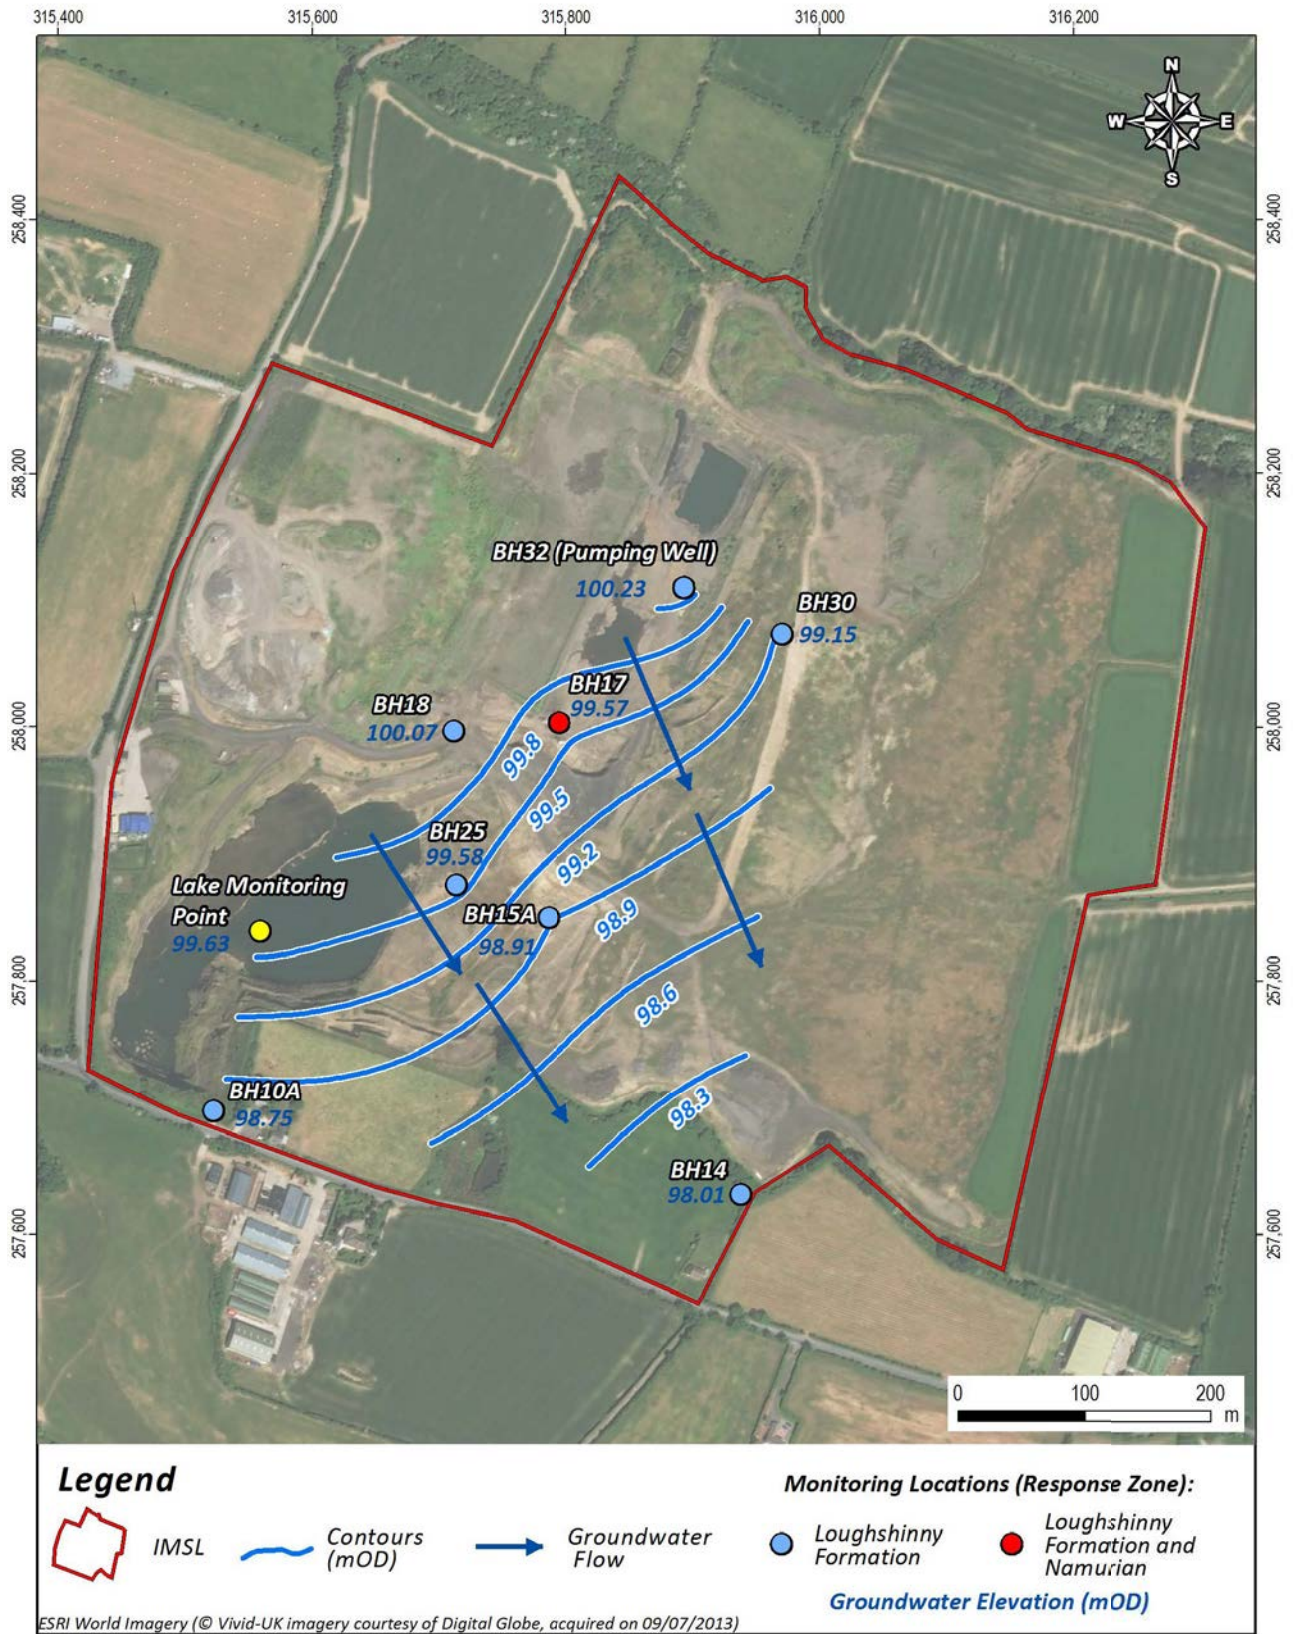 315,400 315,600 315,800 316,000 316,200
N
W E
S
258,400 258,400
258,200 258,200
BH32 (Pumping Well)
100.23
BH30
99.15
BH17
99.57
BH18
100.07
258,000 258,000
99.8
99.5
BH25
99.58
99.2
Lake Monitoring
Point
99.63
BH15A
98.91
98.9
257,800 257,800
98.6
BH10A
98.75
98.3
BH14
98.01
257,600 257,600
0 100 200
m
Legend
IMSL
Contours
(mOD)
Groundwater
Flow
Monitoring Locations (Response Zone):
Loughshinny
Formation
Loughshinny
Formation and
Namurian
Groundwater Elevation (mOD)
ESRI World Imagery (© Vivid-UK imagery courtesy of Digital Globe, acquired on 09/07/2013)